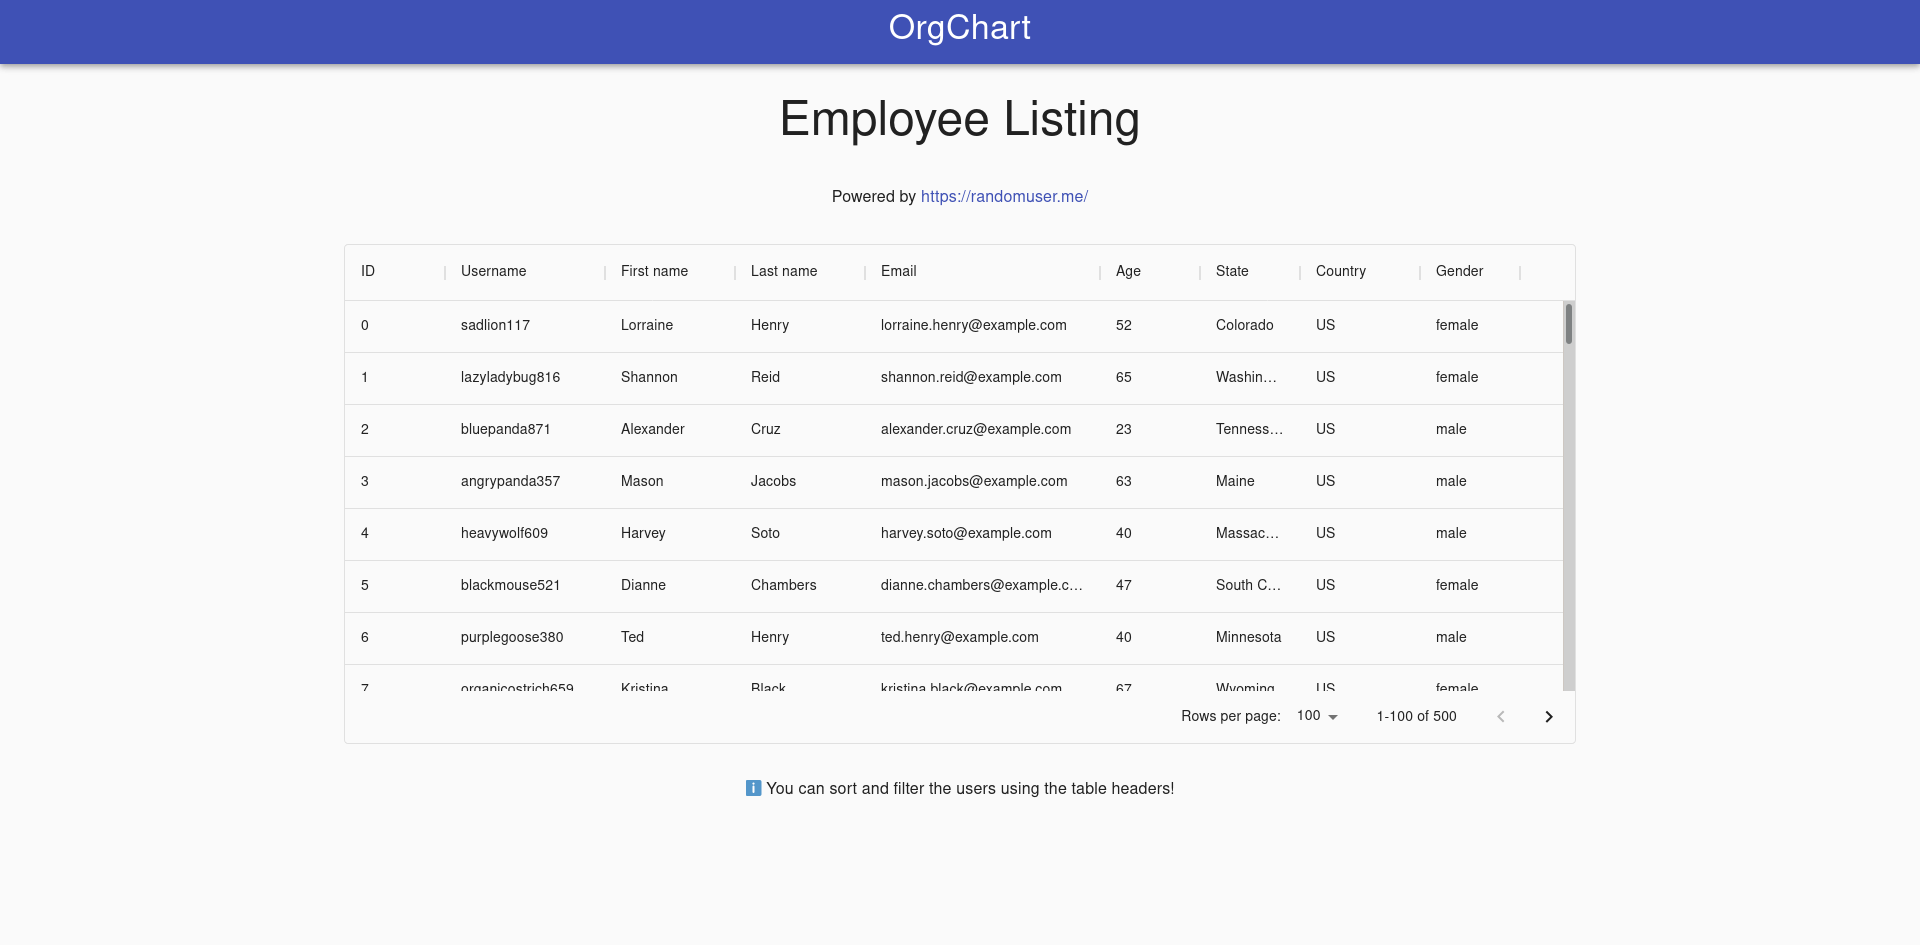 OrgChart
Employee Listing
Powered by https://randomuser.me/
ID Username First name Last name Email Age State Country Gender
0 sadlion117 Lorraine Henry lorraine.henry@example.com 52 Colorado US female
1 lazyladybug816 Shannon Reid shannon.reid@example.com 65 Washin... US female
2 bluepanda871 Alexander Cruz alexander.cruz@example.com 23 Tenness... US male
3 angrypanda357 Mason Jacobs mason.jacobs@example.com 63 Maine US male
4 heavywolf609 Harvey Soto harvey.soto@example.com 40 Massac... US male
5 blackmouse521 Dianne Chambers dianne.chambers@example.c... 47 South C... US female
6 purplegoose380 Ted Henry ted.henry@example.com 40 Minnesota US male
7 organicostrich659 Kristina Black kristina.black@example.com 67 Wyoming US female
Rows per page: 100 1-100 of 500
You can sort and filter the users using the table headers!